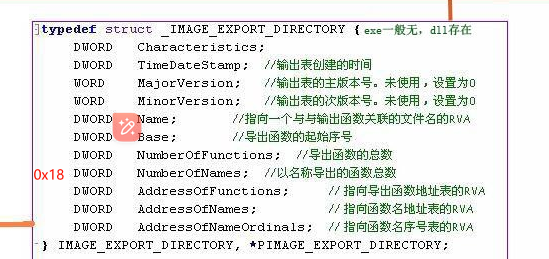 typedef struct _IMAGE_EXPORT_DIRECTORY { exe一般无，dll存在
DWORD Characteristics;
DWORD TimeDateStamp; //输出表创建的时间
WORD MajorVersion; //输出表的主版本号。未使用，设置为0
WORD MinorVersion; //输出表的次版本号。未使用，设置为0
DWORD Name; //指向一个与与输出函数关联的文件名的RVA
DWORD Base; //导出函数的起始序号
DWORD NumberOfFunctions; //导出函数的总数
0x18 DWORD NumberOfNames; //以名称导出的函数总数
DWORD AddressOfFunctions; //指向导出函数地址表的RVA
DWORD AddressOfNames; //指向函数名地址表的RVA
DWORD AddressOfNameOrdinals; //指向函数名序号表的RVA
} IMAGE_EXPORT_DIRECTORY, *PIMAGE_EXPORT_DIRECTORY;